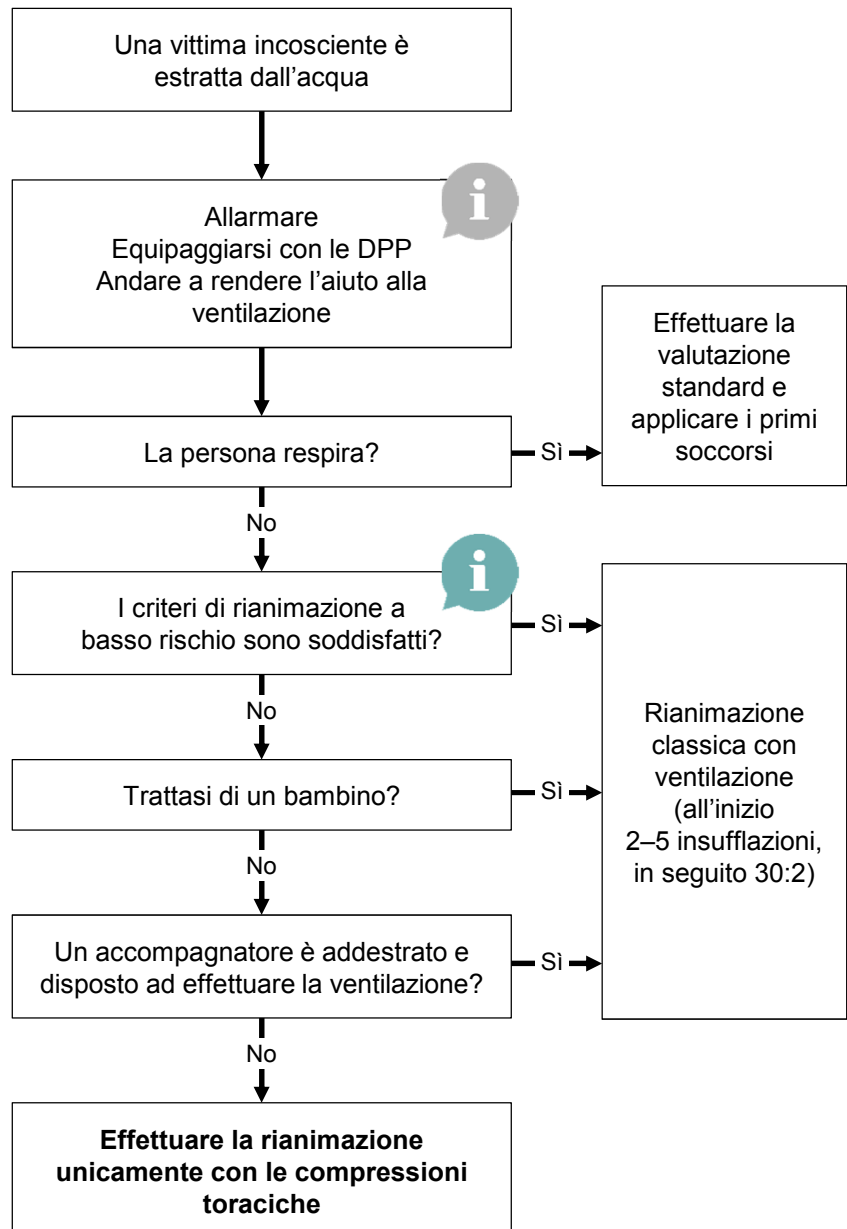 Una vittima incosciente è
estratta dall'acqua
i
Allarmare
Equipaggiarsi con le DPP
Andare a rendere l'aiuto alla
ventilazione
Effettuare la
valutazione
standard e
applicare i primi
soccorsi
La persona respira?
Sì
No
i
I criteri di rianimazione a
basso rischio sono soddisfatti?
Sì
No
Rianimazione
classica con
ventilazione
(all'inizio
2–5 insufflazioni,
in seguito 30:2)
Trattasi di un bambino?
Sì
No
Un accompagnatore è addestrato e
disposto ad effettuare la ventilazione?
Sì
No
Effettuare la rianimazione
unicamente con le compressioni
toraciche